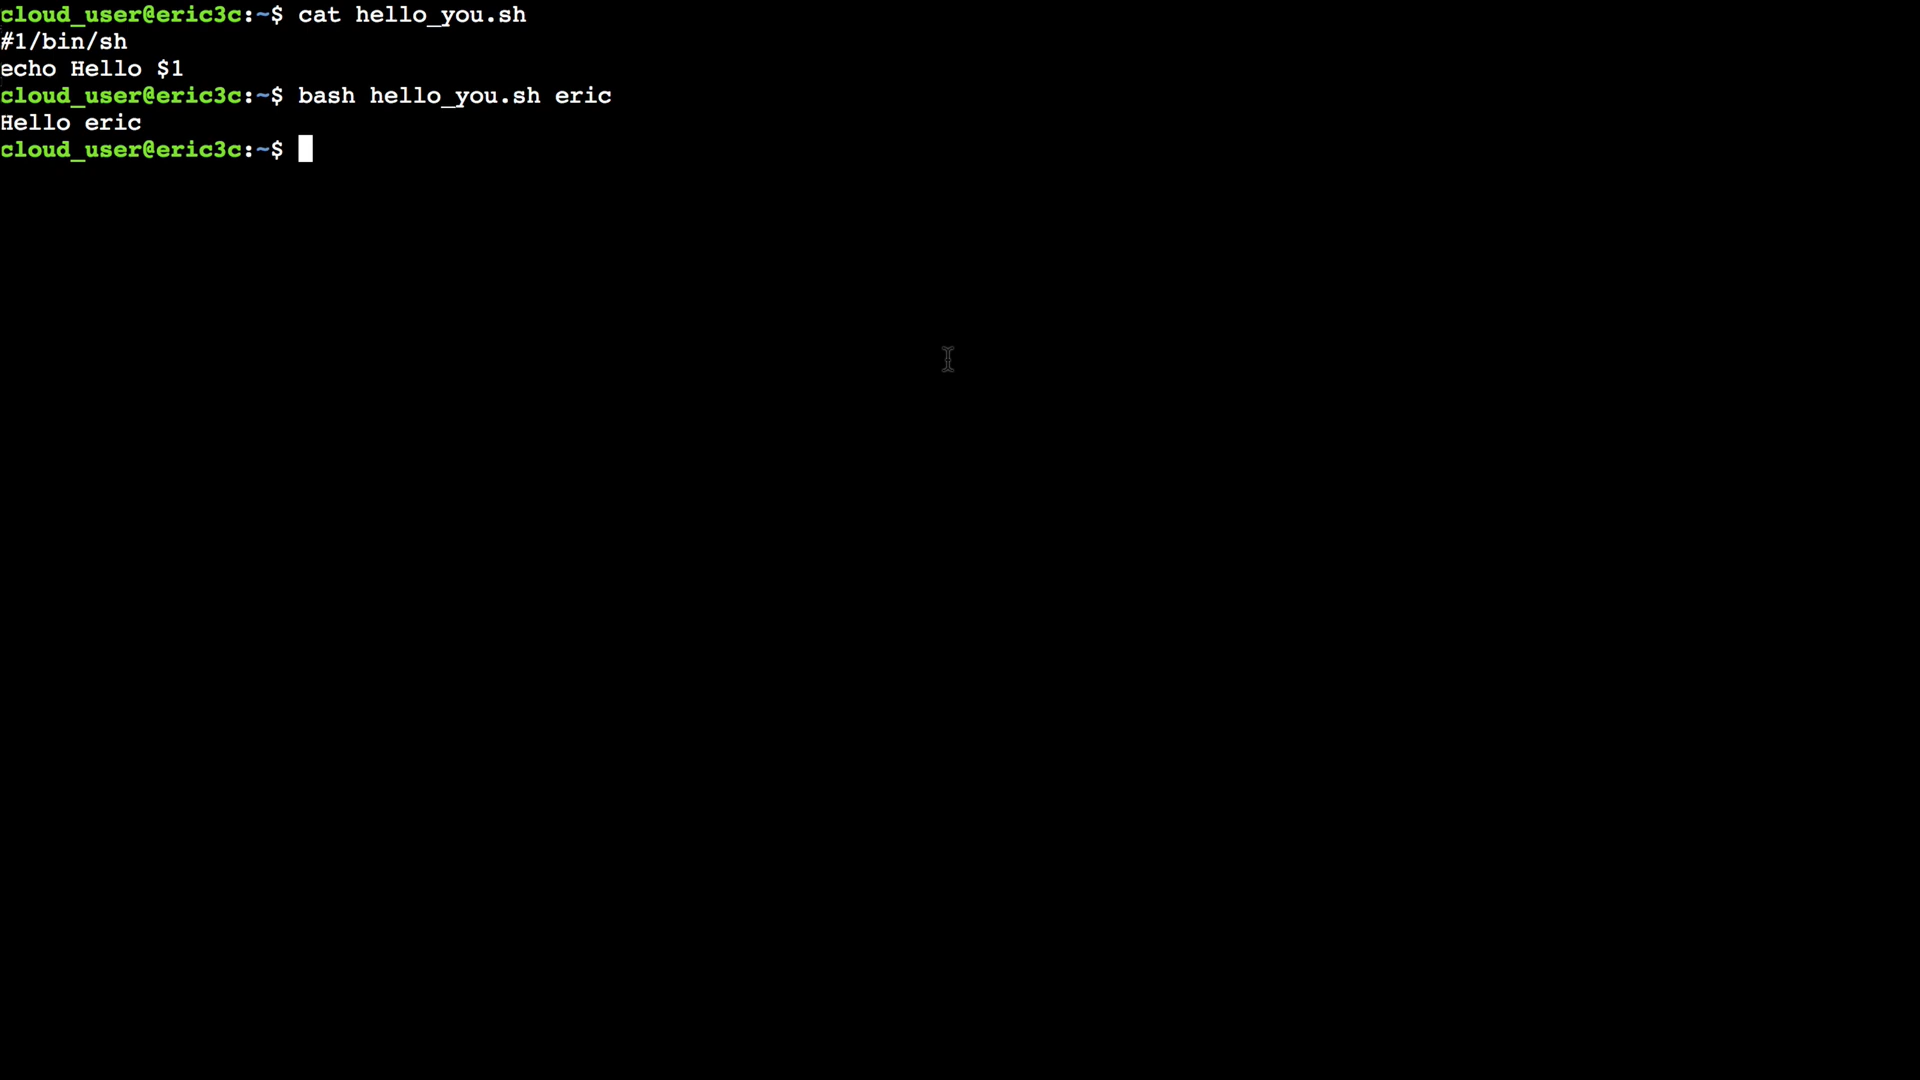 cloud_user@eric3c:~$ cat hello_you.sh
#1/bin/sh
echo Hello $1
cloud_user@eric3c:~$ bash hello_you.sh eric
Hello eric
cloud_user@eric3c:~$